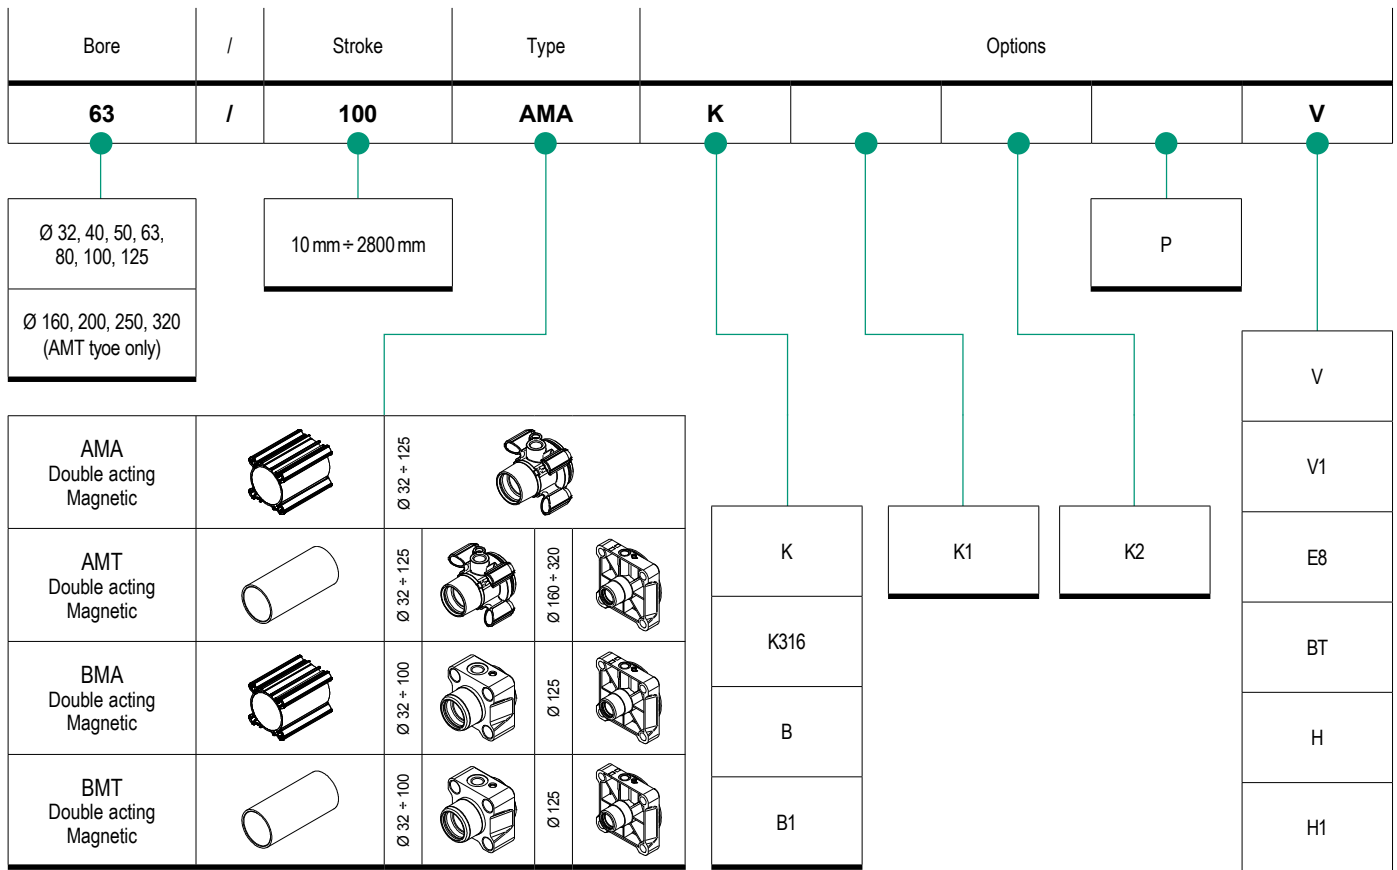 Bore / Stroke Type Options
63 / 100 AMA K V
Ø 32, 40, 50, 63,
80, 100, 125
Ø 160, 200, 250, 320
(AMT tyoe only)
10 mm ÷ 2800 mm
P
AMA
Double acting
Magnetic
Ø 32 ÷ 125
AMT
Double acting
Magnetic
Ø 32 ÷ 125
Ø 160 ÷ 320
BMA
Double acting
Magnetic
Ø 32 ÷ 100
Ø 125
BMT
Double acting
Magnetic
Ø 32 ÷ 100
Ø 125
K
K316
B
B1
K1
K2
V
V1
E8
BT
H
H1